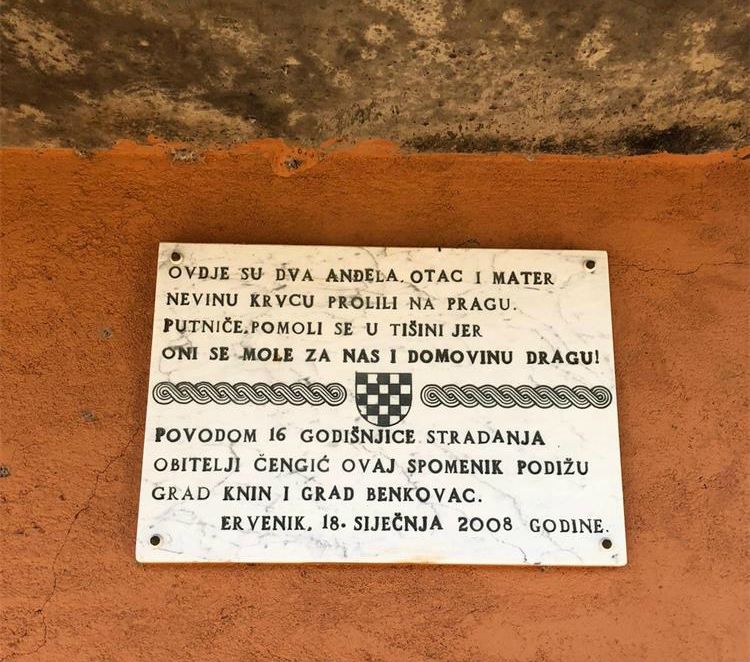 OVDJE SU DVA ANĐELA, OTAC I MATER
NEVINU KRVCU PROLILI NA PRAGU.
PUTNIČE, POMOLI SE U TIŠINI JER
ONI SE MOLE ZA NAS I DOMOVINU DRAGU!
POVODOM 16 GODIŠNJICE STRADANJA
OBITELJI ČENGIĆ OVAJ SPOMENIK PODIŽU
GRAD KNIN I GRAD BENKOVAC.
ERVENIK, 18. SIJEČNJA 2008 GODINE.